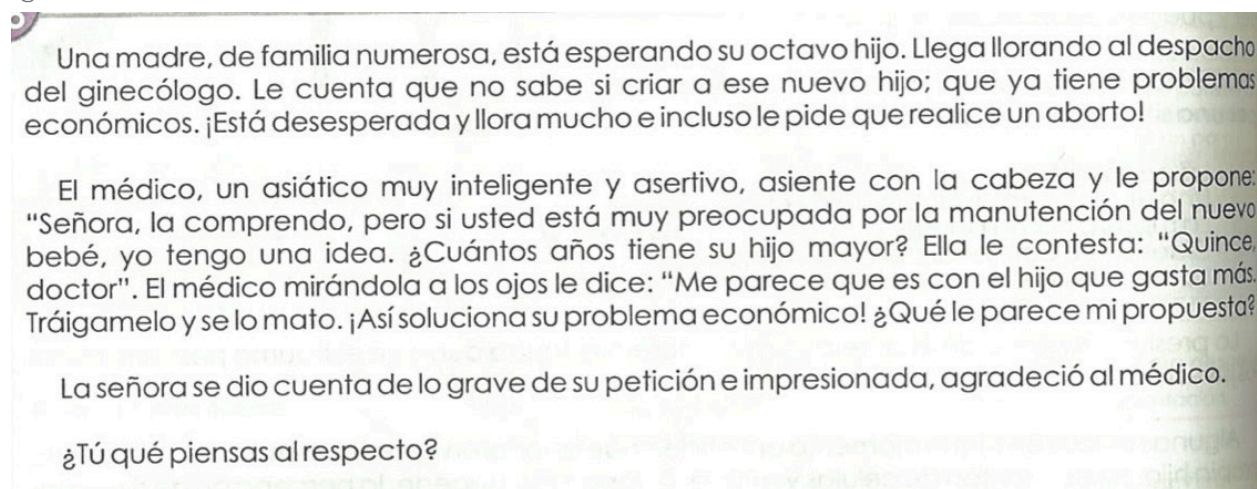 Una madre, de familia numerosa, está esperando su octavo hijo. Llega llorando al despacho
del ginecólogo. Le cuenta que no sabe si criar a ese nuevo hijo; que ya tiene problemas
económicos. ¡Está desesperada y llora mucho e incluso le pide que realice un aborto!
El médico, un asiático muy inteligente y asertivo, asiente con la cabeza y le propone:
"Señora, la comprendo, pero si usted está muy preocupada por la manutención del nuevo
bebé, yo tengo una idea. ¿Cuántos años tiene su hijo mayor? Ella le contesta: "Quince
doctor". El médico mirándola a los ojos le dice: "Me parece que es con el hijo que gasta más.
Tráigamelo y se lo mato. ¡Así soluciona su problema económico! ¿Qué le parece mi propuesta?
La señora se dio cuenta de lo grave de su petición e impresionada, agradeció al médico.
¿Tú qué piensas al respecto?